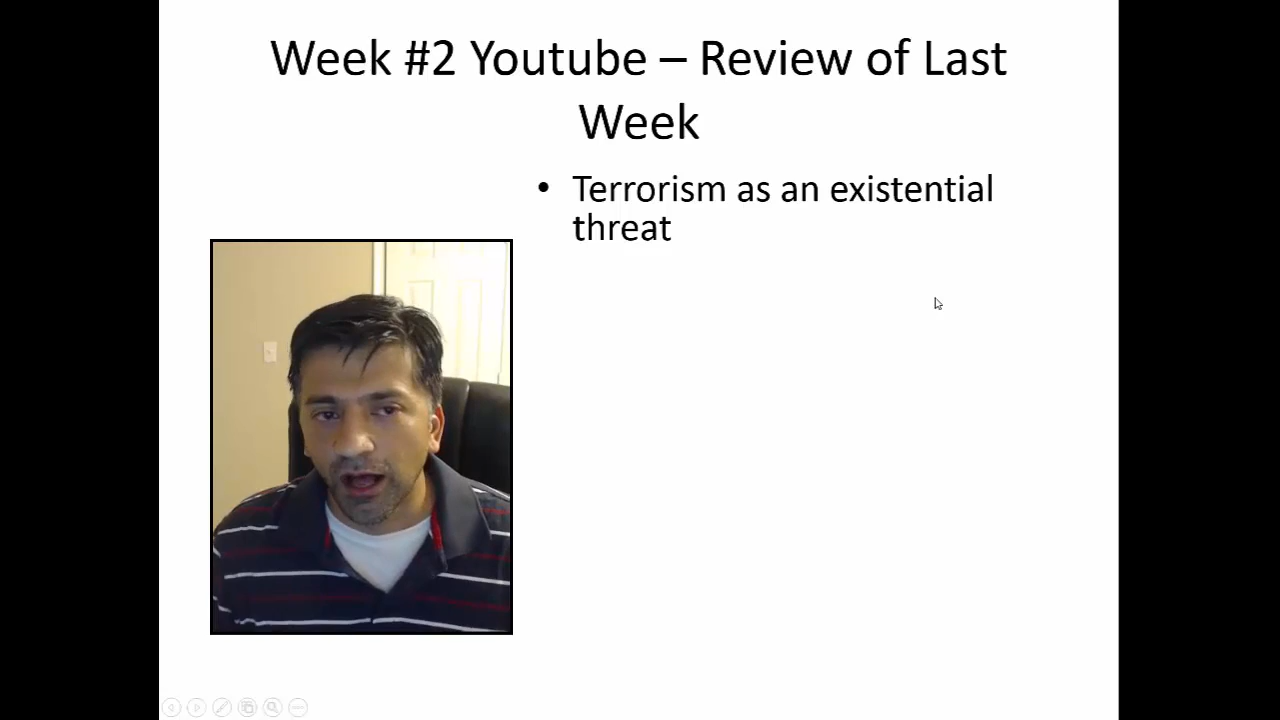 Week #2 Youtube – Review of Last
Week
• Terrorism as an existential
threat